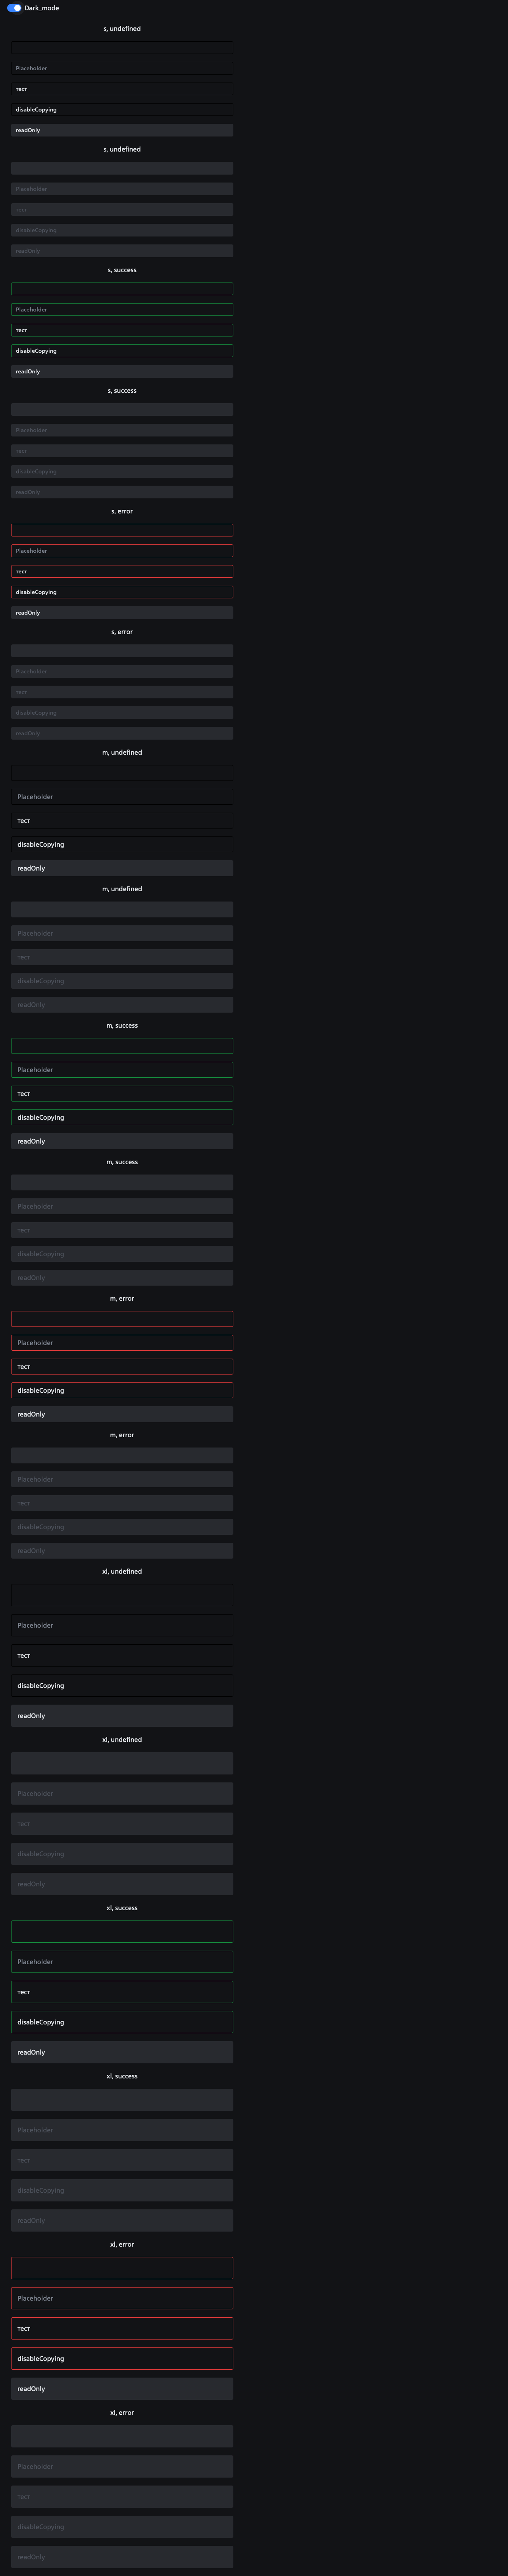 Dark_mode
s, undefined
Placeholder
тест
disableCopying
readOnly
s, undefined
Placeholder
тест
disableCopying
readOnly
s, success
Placeholder
тест
disableCopying
readOnly
s, success
Placeholder
тест
disableCopying
readOnly
s, error
Placeholder
тест
disableCopying
readOnly
s, error
Placeholder
тест
disableCopying
readOnly
m, undefined
Placeholder
тест
disableCopying
readOnly
m, undefined
Placeholder
тест
disableCopying
readOnly
m, success
Placeholder
тест
disableCopying
readOnly
m, success
Placeholder
тест
disableCopying
readOnly
m, error
Placeholder
тест
disableCopying
readOnly
m, error
Placeholder
тест
disableCopying
readOnly
xl, undefined
Placeholder
тест
disableCopying
readOnly
xl, undefined
Placeholder
тест
disableCopying
readOnly
xl, success
Placeholder
тест
disableCopying
readOnly
xl, success
Placeholder
тест
disableCopying
readOnly
xl, error
Placeholder
тест
disableCopying
readOnly
xl, error
Placeholder
тест
disableCopying
readOnly